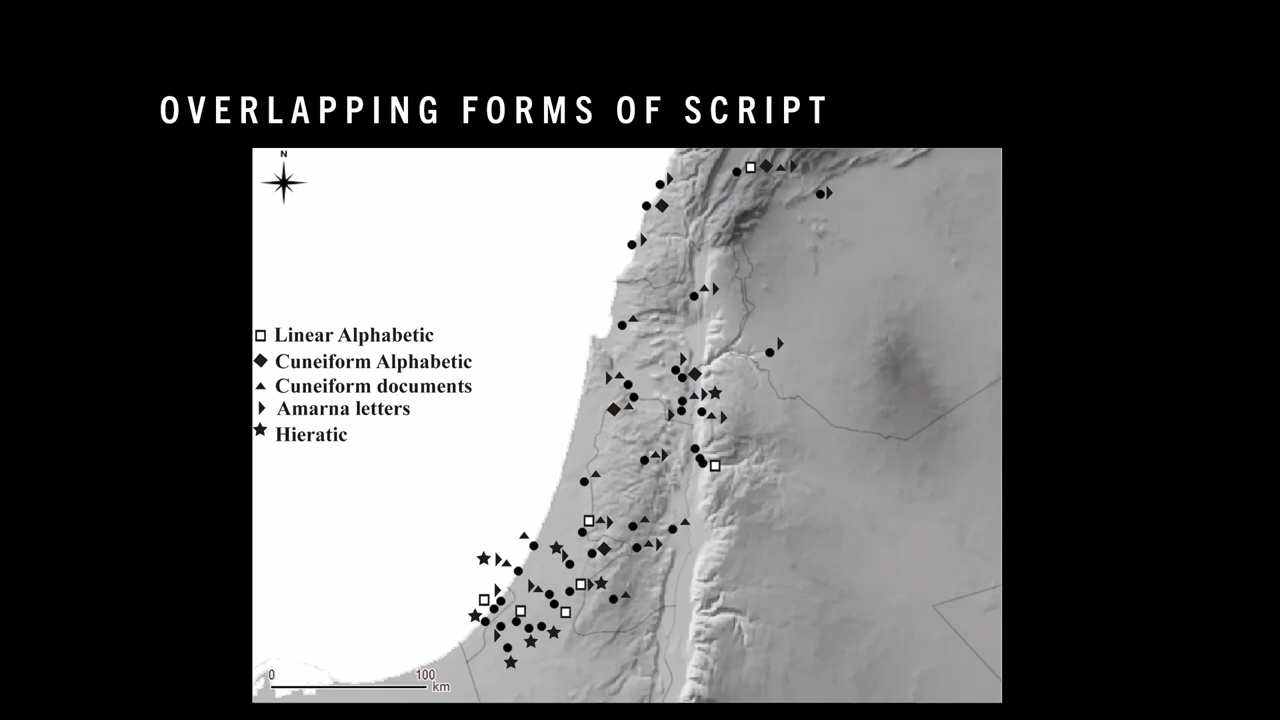 OVERLAPPING FORMS OF SCRIPT
N
Linear Alphabetic
Cuneiform Alphabetic
Cuneiform documents
Amarna letters
Hieratic
0 100
km